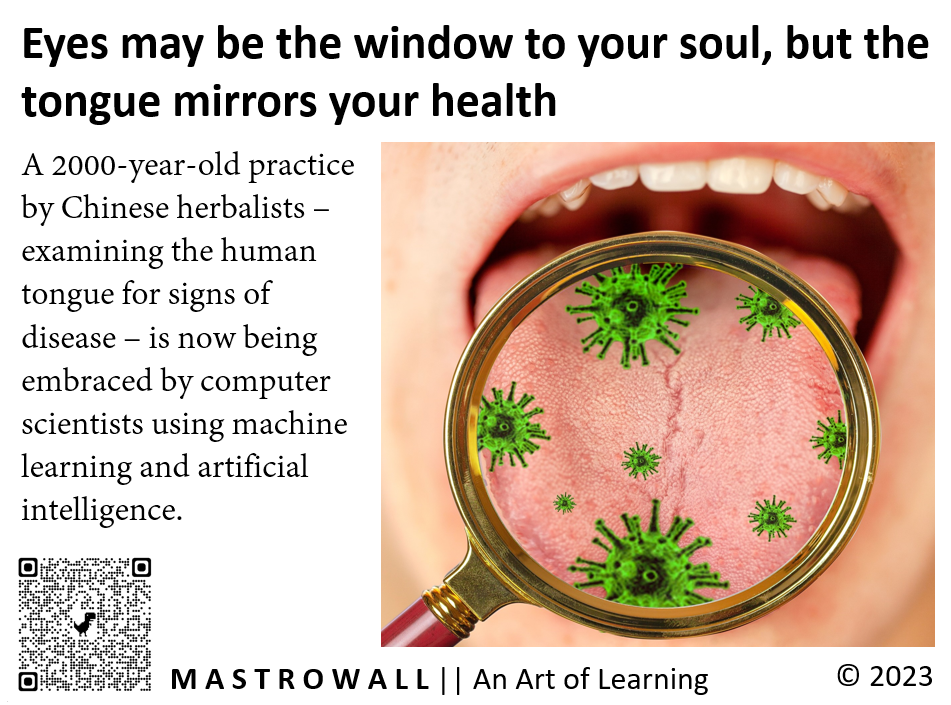 Eyes may be the window to your soul, but the
tongue mirrors your health
A 2000-year-old practice
by Chinese herbalists –
examining the human
tongue for signs of
disease – is now being
embraced by computer
scientists using machine
learning and artificial
intelligence.
MASTROWALL || An Art of Learning
© 2023